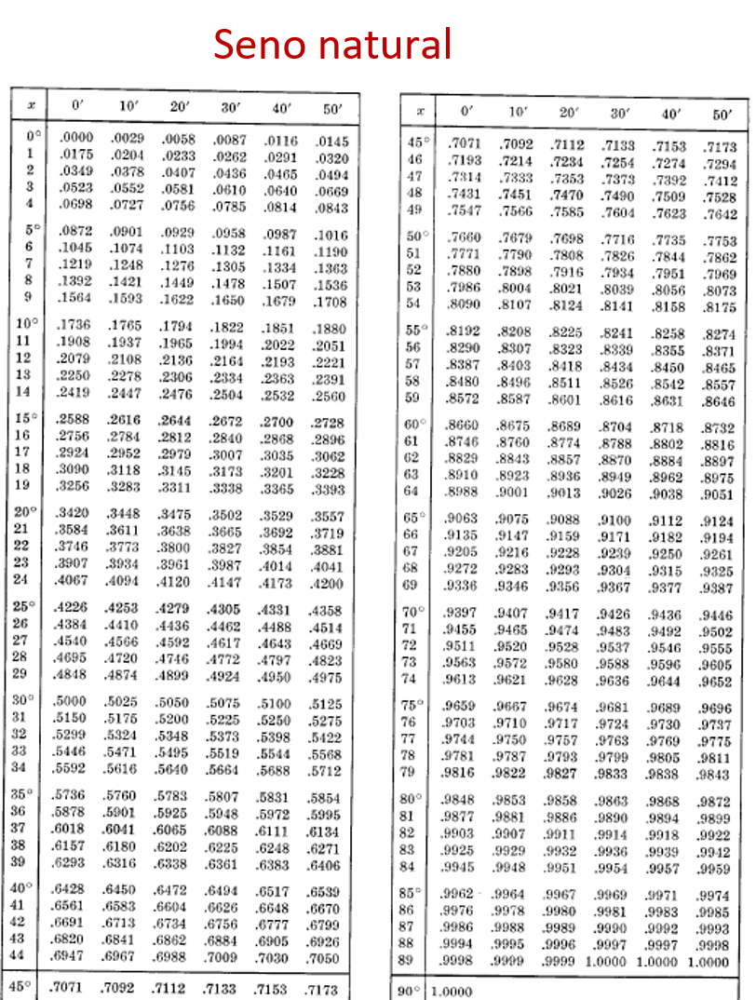 Seno natural
x 0′ 10′ 20′ 30′ 40′ 50′
0° .0000 .0029 .0058 .0087 .0116 .0145
1 .0175 .0204 .0233 .0262 .0291 .0320
2 .0349 .0378 .0407 .0436 .0465 .0494
3 .0523 .0552 .0581 .0610 .0640 .0669
4 .0698 .0727 .0756 .0785 .0814 .0843
5° .0872 .0901 .0929 .0958 .0987 .1016
6 .1045 .1074 .1103 .1132 .1161 .1190
7 .1219 .1248 .1276 .1305 .1334 .1363
8 .1392 .1421 .1449 .1478 .1507 .1536
9 .1564 .1593 .1622 .1650 .1679 .1708
10° .1736 .1765 .1794 .1822 .1851 .1880
11 .1908 .1937 .1965 .1994 .2022 .2051
12 .2079 .2108 .2136 .2164 .2193 .2221
13 .2250 .2278 .2306 .2334 .2363 .2391
14 .2419 .2447 .2476 .2504 .2532 .2560
15° .2588 .2616 .2644 .2672 .2700 .2728
16 .2756 .2784 .2812 .2840 .2868 .2896
17 .2924 .2952 .2979 .3007 .3035 .3062
18 .3090 .3118 .3145 .3173 .3201 .3228
19 .3256 .3283 .3311 .3338 .3365 .3393
20° .3420 .3448 .3475 .3502 .3529 .3557
21 .3584 .3611 .3638 .3665 .3692 .3719
22 .3746 .3773 .3800 .3827 .3854 .3881
23 .3907 .3934 .3961 .3987 .4014 .4041
24 .4067 .4094 .4120 .4147 .4173 .4200
25° .4226 .4253 .4279 .4305 .4331 .4358
26 .4384 .4410 .4436 .4462 .4488 .4514
27 .4540 .4566 .4592 .4617 .4643 .4669
28 .4695 .4720 .4746 .4772 .4797 .4823
29 .4848 .4874 .4899 .4924 .4950 .4975
30° .5000 .5025 .5050 .5075 .5100 .5125
31 .5150 .5175 .5200 .5225 .5250 .5275
32 .5299 .5324 .5348 .5373 .5398 .5422
33 .5446 .5471 .5495 .5519 .5544 .5568
34 .5592 .5616 .5640 .5664 .5688 .5712
35° .5736 .5760 .5783 .5807 .5831 .5854
36 .5878 .5901 .5925 .5948 .5972 .5995
37 .6018 .6041 .6065 .6088 .6111 .6134
38 .6157 .6180 .6202 .6225 .6248 .6271
39 .6293 .6316 .6338 .6361 .6383 .6406
40° .6428 .6450 .6472 .6494 .6517 .6539
41 .6561 .6583 .6604 .6626 .6648 .6670
42 .6691 .6713 .6734 .6756 .6777 .6799
43 .6820 .6841 .6862 .6884 .6905 .6926
44 .6947 .6967 .6988 .7009 .7030 .7050
45° .7071 .7092 .7112 .7133 .7153 .7173
x 0′ 10′ 20′ 30′ 40′ 50′
45° .7071 .7092 .7112 .7133 .7153 .7173
46 .7193 .7214 .7234 .7254 .7274 .7294
47 .7314 .7333 .7353 .7373 .7392 .7412
48 .7431 .7451 .7470 .7490 .7509 .7528
49 .7547 .7566 .7585 .7604 .7623 .7642
50° .7660 .7679 .7698 .7716 .7735 .7753
51 .7771 .7790 .7808 .7826 .7844 .7862
52 .7880 .7898 .7916 .7934 .7951 .7969
53 .7986 .8004 .8021 .8039 .8056 .8073
54 .8090 .8107 .8124 .8141 .8158 .8175
55° .8192 .8208 .8225 .8241 .8258 .8274
56 .8290 .8307 .8323 .8339 .8355 .8371
57 .8387 .8403 .8418 .8434 .8450 .8465
58 .8480 .8496 .8511 .8526 .8542 .8557
59 .8572 .8587 .8601 .8616 .8631 .8646
60° .8660 .8675 .8689 .8704 .8718 .8732
61 .8746 .8760 .8774 .8788 .8802 .8816
62 .8829 .8843 .8857 .8870 .8884 .8897
63 .8910 .8923 .8936 .8949 .8962 .8975
64 .8988 .9001 .9013 .9026 .9038 .9051
65° .9063 .9075 .9088 .9100 .9112 .9124
66 .9135 .9147 .9159 .9171 .9182 .9194
67 .9205 .9216 .9228 .9239 .9250 .9261
68 .9272 .9283 .9293 .9304 .9315 .9325
69 .9336 .9346 .9356 .9367 .9377 .9387
70° .9397 .9407 .9417 .9426 .9436 .9446
71 .9455 .9465 .9474 .9483 .9492 .9502
72 .9511 .9520 .9528 .9537 .9546 .9555
73 .9563 .9572 .9580 .9588 .9596 .9605
74 .9613 .9621 .9628 .9636 .9644 .9652
75° .9659 .9667 .9674 .9681 .9689 .9696
76 .9703 .9710 .9717 .9724 .9730 .9737
77 .9744 .9750 .9757 .9763 .9769 .9775
78 .9781 .9787 .9793 .9799 .9805 .9811
79 .9816 .9822 .9827 .9833 .9838 .9843
80° .9848 .9853 .9858 .9863 .9868 .9872
81 .9877 .9881 .9886 .9890 .9894 .9899
82 .9903 .9907 .9911 .9914 .9918 .9922
83 .9925 .9929 .9932 .9936 .9939 .9942
84 .9945 .9948 .9951 .9954 .9957 .9959
85° .9962 .9964 .9967 .9969 .9971 .9974
86 .9976 .9978 .9980 .9981 .9983 .9985
87 .9986 .9988 .9989 .9990 .9992 .9993
88 .9994 .9995 .9996 .9997 .9997 .9998
89 .9998 .9999 .9999 1.0000 1.0000 1.0000
90° 1.0000